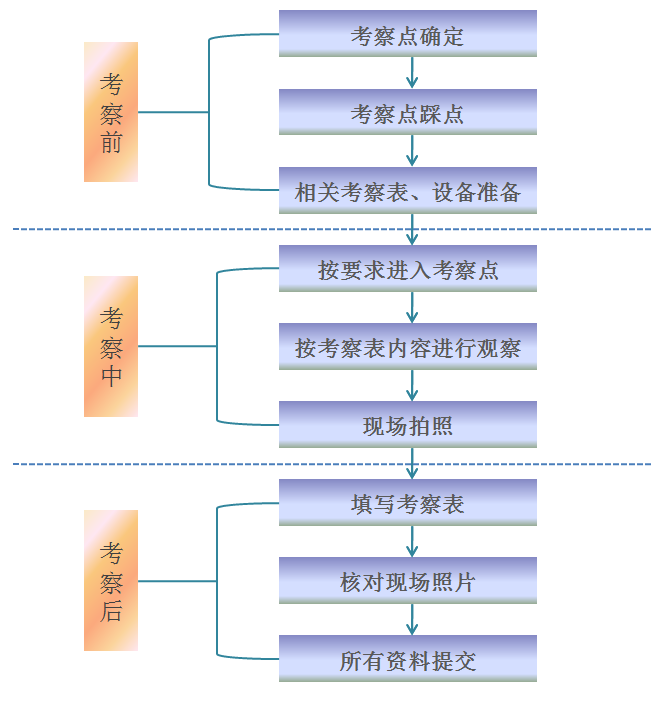 考察前
考察点确定
考察点踩点
相关考察表、设备准备
考察中
按要求进入考察点
按考察表内容进行观察
现场拍照
考察后
填写考察表
核对现场照片
所有资料提交